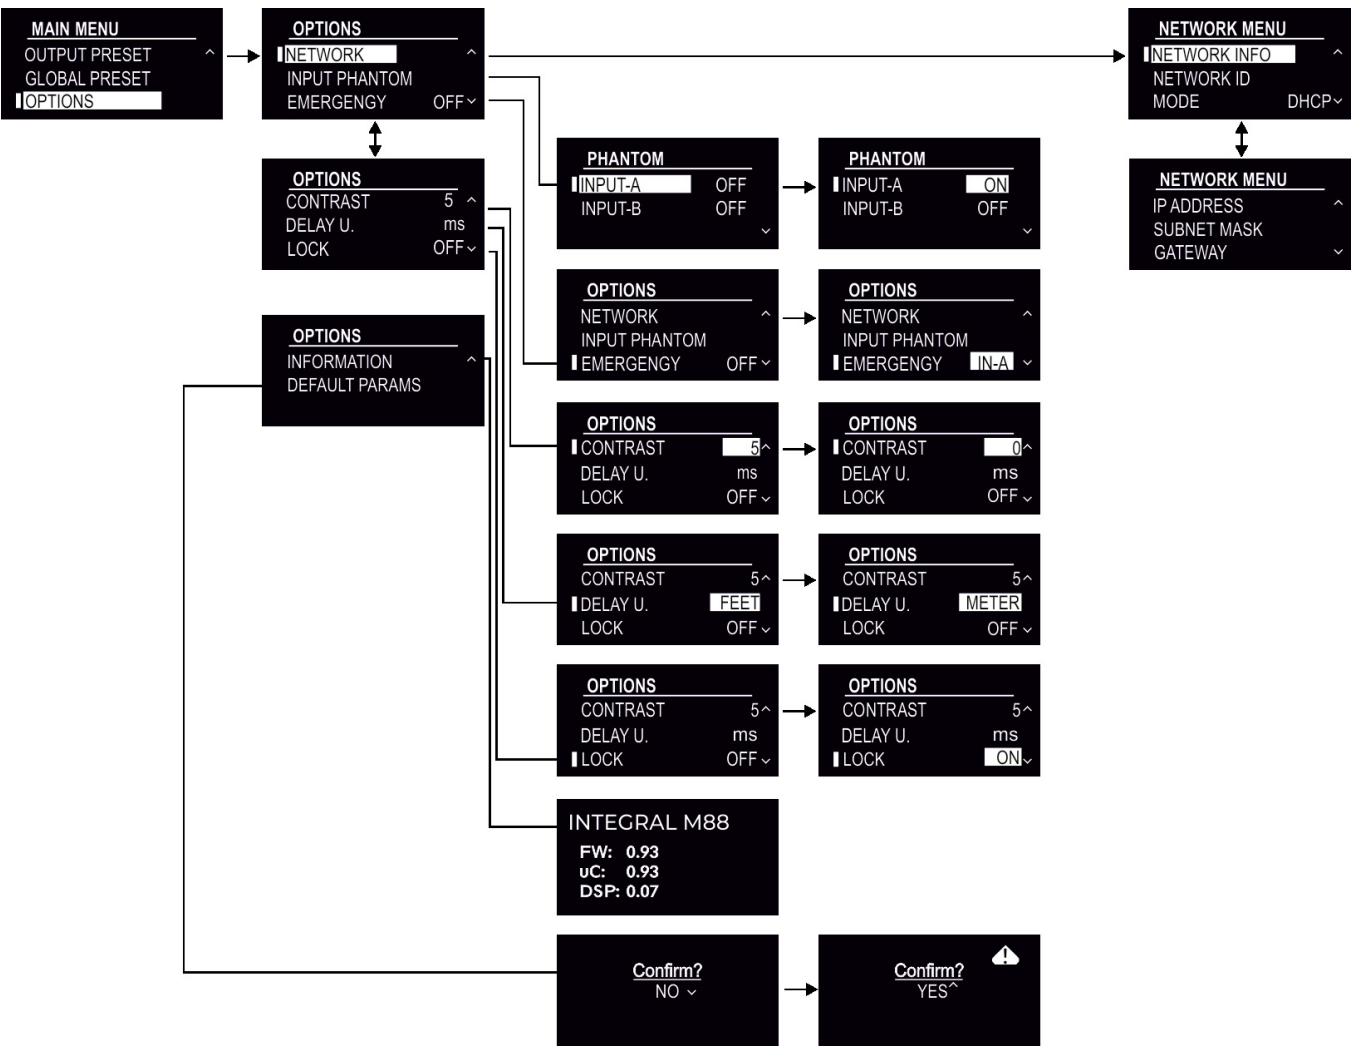 MAIN MENU
OUTPUT PRESET
GLOBAL PRESET
OPTIONS
OPTIONS
NETWORK
INPUT PHANTOM
EMERGENGY OFF
NETWORK MENU
NETWORK INFO
NETWORK ID
MODE DHCP
OPTIONS
CONTRAST 5
DELAY U. ms
LOCK OFF
PHANTOM
INPUT-A OFF
INPUT-B OFF
PHANTOM
INPUT-A ON
INPUT-B OFF
NETWORK MENU
IP ADDRESS
SUBNET MASK
GATEWAY
OPTIONS
NETWORK
INPUT PHANTOM
EMERGENGY OFF
OPTIONS
NETWORK
INPUT PHANTOM
EMERGENGY IN-A
OPTIONS
INFORMATION
DEFAULT PARAMS
OPTIONS
CONTRAST 5
DELAY U. ms
LOCK OFF
OPTIONS
CONTRAST 0
DELAY U. ms
LOCK OFF
OPTIONS
CONTRAST 5
DELAY U. FEET
LOCK OFF
OPTIONS
CONTRAST 5
DELAY U. METER
LOCK OFF
OPTIONS
CONTRAST 5
DELAY U. ms
LOCK OFF
OPTIONS
CONTRAST 5
DELAY U. ms
LOCK ON
INTEGRAL M88
FW: 0.93
uC: 0.93
DSP: 0.07
Confirm?
NO
Confirm?
YES